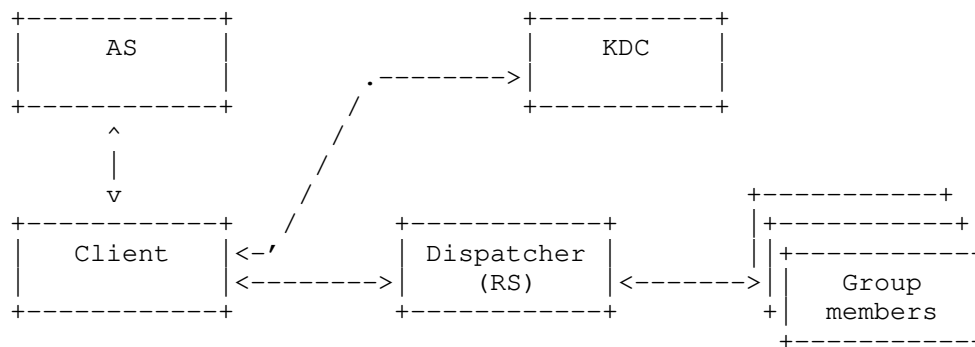 AS KDC
Client Dispatcher
(RS) Group
members